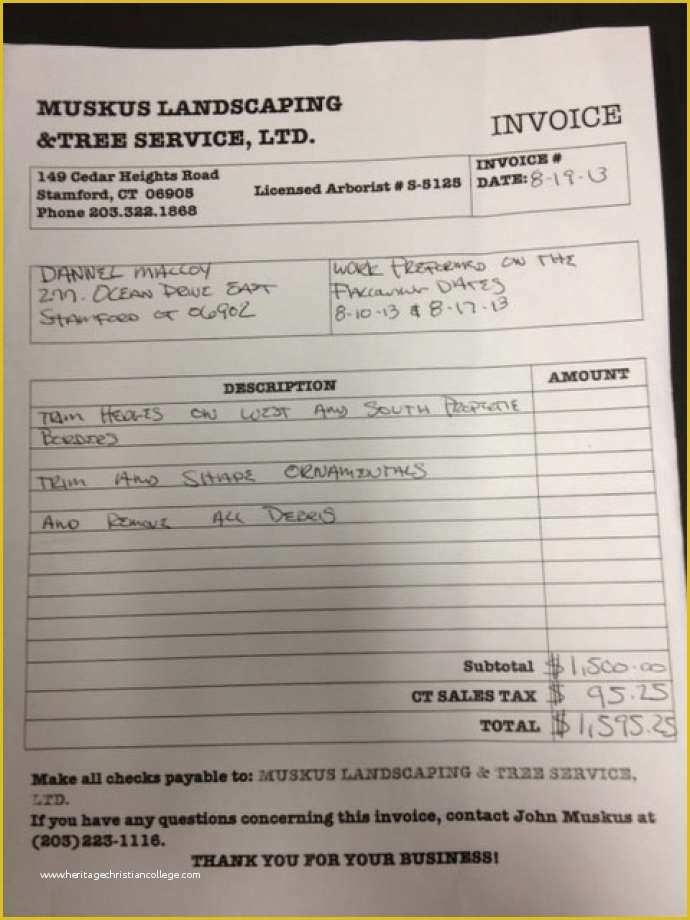 MUSKUS LANDSCAPING
&TREE SERVICE, LTD.
INVOICE
149 Cedar Heights Road
Stamford, CT 06905
Phone 203.322.1868
Licensed Arborist # S-5125
INVOICE #
DATE: 8-19-13
DANNEL MALLOY
277 OCEAN DRIVE EAST
STAMFORD CT 06902
WORK PREFORMED ON THE
DATES
8-10-13 & 8-17-13
DESCRIPTION
AMOUNT
TRIM HEDGES ON WEST AND SOUTH
TRIM AND SHAPE ORNAMENTALS
AND REMOVE ALL DEBRIS
Subtotal $1,500.00
CT SALES TAX $ 95.25
TOTAL $1,595.25
Make all checks payable to: MUSKUS LANDSCAPING & TREE SERVICE,
LTD.
If you have any questions concerning this invoice, contact John Muskus at
(203)223-1116.
THANK YOU FOR YOUR BUSINESS!
www.heritagechristiancollege.com